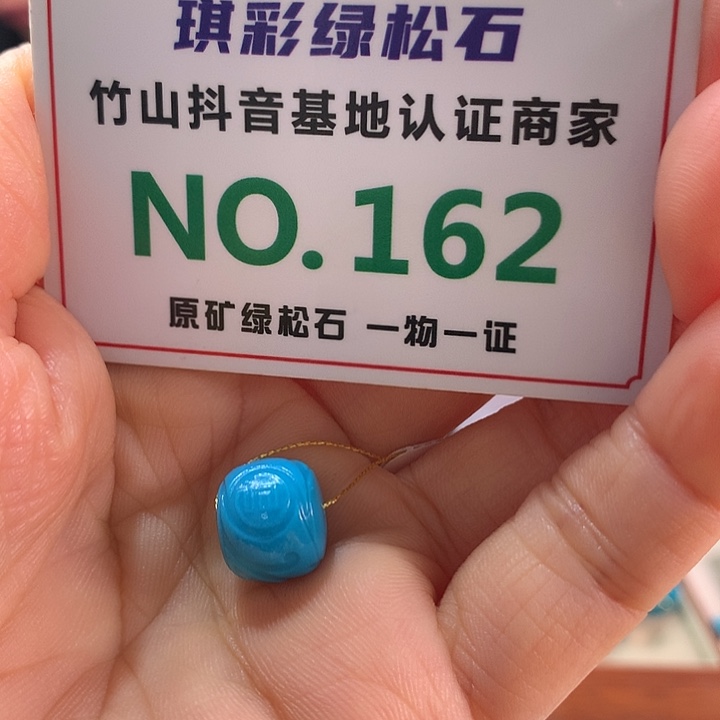 琪彩绿松石
竹山抖音基地认证商家
NO.162
原矿绿松石 一物一证